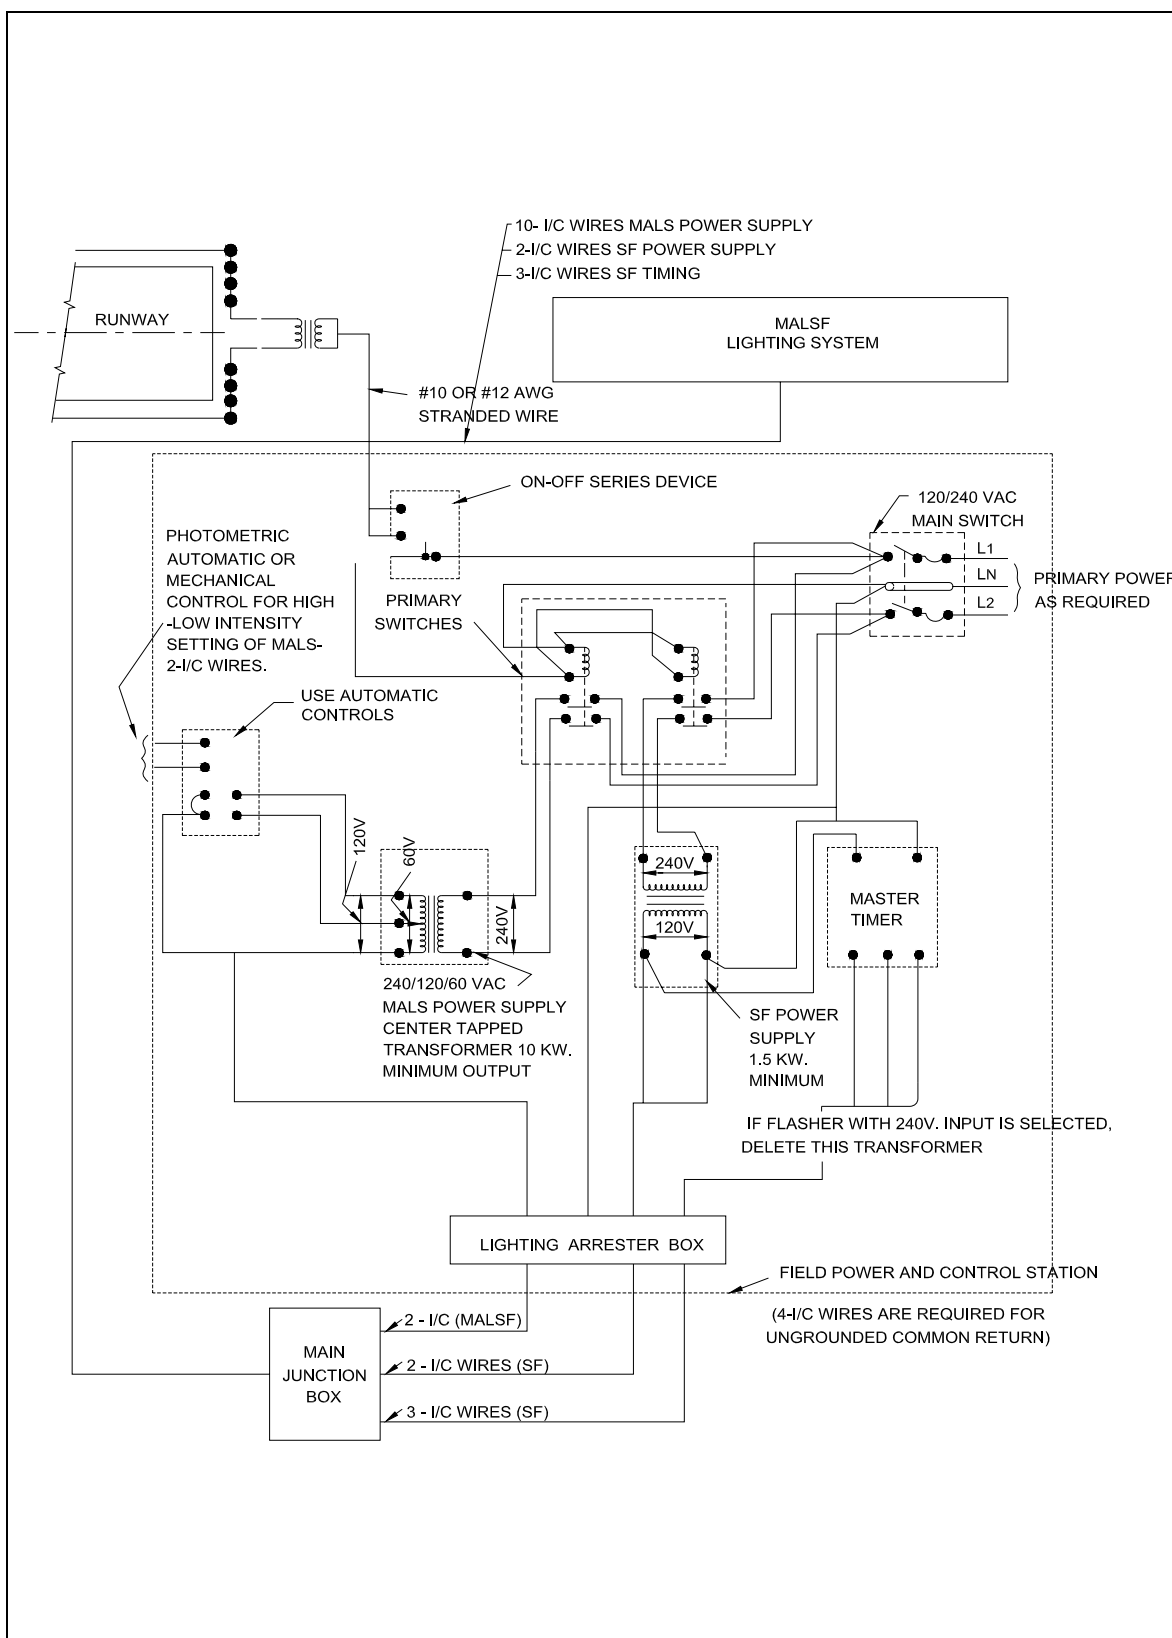 10- I/C WIRES MALS POWER SUPPLY
2-I/C WIRES SF POWER SUPPLY
3-I/C WIRES SF TIMING
RUNWAY
MALSF
LIGHTING SYSTEM
#10 OR #12 AWG
STRANDED WIRE
ON-OFF SERIES DEVICE
120/240 VAC
MAIN SWITCH
L1
LN
L2
PRIMARY POWER
AS REQUIRED
PHOTOMETRIC
AUTOMATIC OR
MECHANICAL
CONTROL FOR HIGH
-LOW INTENSITY
SETTING OF MALS-
2-I/C WIRES.
PRIMARY
SWITCHES
USE AUTOMATIC
CONTROLS
120V
60V
240V
240V
120V
MASTER
TIMER
240/120/60 VAC
MALS POWER SUPPLY
CENTER TAPPED
TRANSFORMER 10 KW.
MINIMUM OUTPUT
SF POWER
SUPPLY
1.5 KW.
MINIMUM
IF FLASHER WITH 240V. INPUT IS SELECTED,
DELETE THIS TRANSFORMER
LIGHTING ARRESTER BOX
FIELD POWER AND CONTROL STATION
(4-I/C WIRES ARE REQUIRED FOR
UNGROUNDED COMMON RETURN)
MAIN
JUNCTION
BOX
2 - I/C (MALSF)
2 - I/C WIRES (SF)
3 - I/C WIRES (SF)